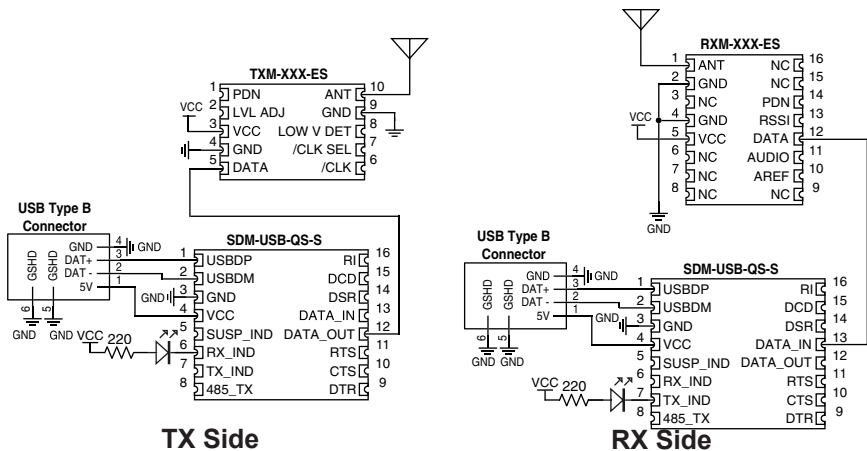 TXM-XXX-ES
1 PDN ANT 10
2 LVL ADJ GND 9
3 VCC LOW V DET 8
4 GND /CLK SEL 7
5 DATA /CLK 6
VCC
USB Type B
Connector
GND 4 GND
DAT+ 3
DAT - 2
5V 1
GSHD GSHD
6 5
GND GND
SDM-USB-QS-S
1 USBDP RI 16
2 USBDM DCD 15
GND 3 GND DSR 14
4 VCC DATA_IN 13
5 SUSP_IND DATA_OUT 12
6 RX_IND RTS 11
7 TX_IND CTS 10
8 485_TX DTR 9
VCC 220
TX Side
RXM-XXX-ES
1 ANT NC 16
2 GND NC 15
3 NC PDN 14
4 GND RSSI 13
5 VCC DATA 12
6 NC AUDIO 11
7 NC AREF 10
8 NC NC 9
VCC
GND
USB Type B
Connector
GND 4 GND
DAT+ 3
DAT - 2
5V 1
GSHD GSHD
6 5
GND GND
SDM-USB-QS-S
1 USBDP RI 16
2 USBDM DCD 15
GND 3 GND DSR 14
4 VCC DATA_IN 13
5 SUSP_IND DATA_OUT 12
6 RX_IND RTS 11
7 TX_IND CTS 10
8 485_TX DTR 9
VCC 220
RX Side